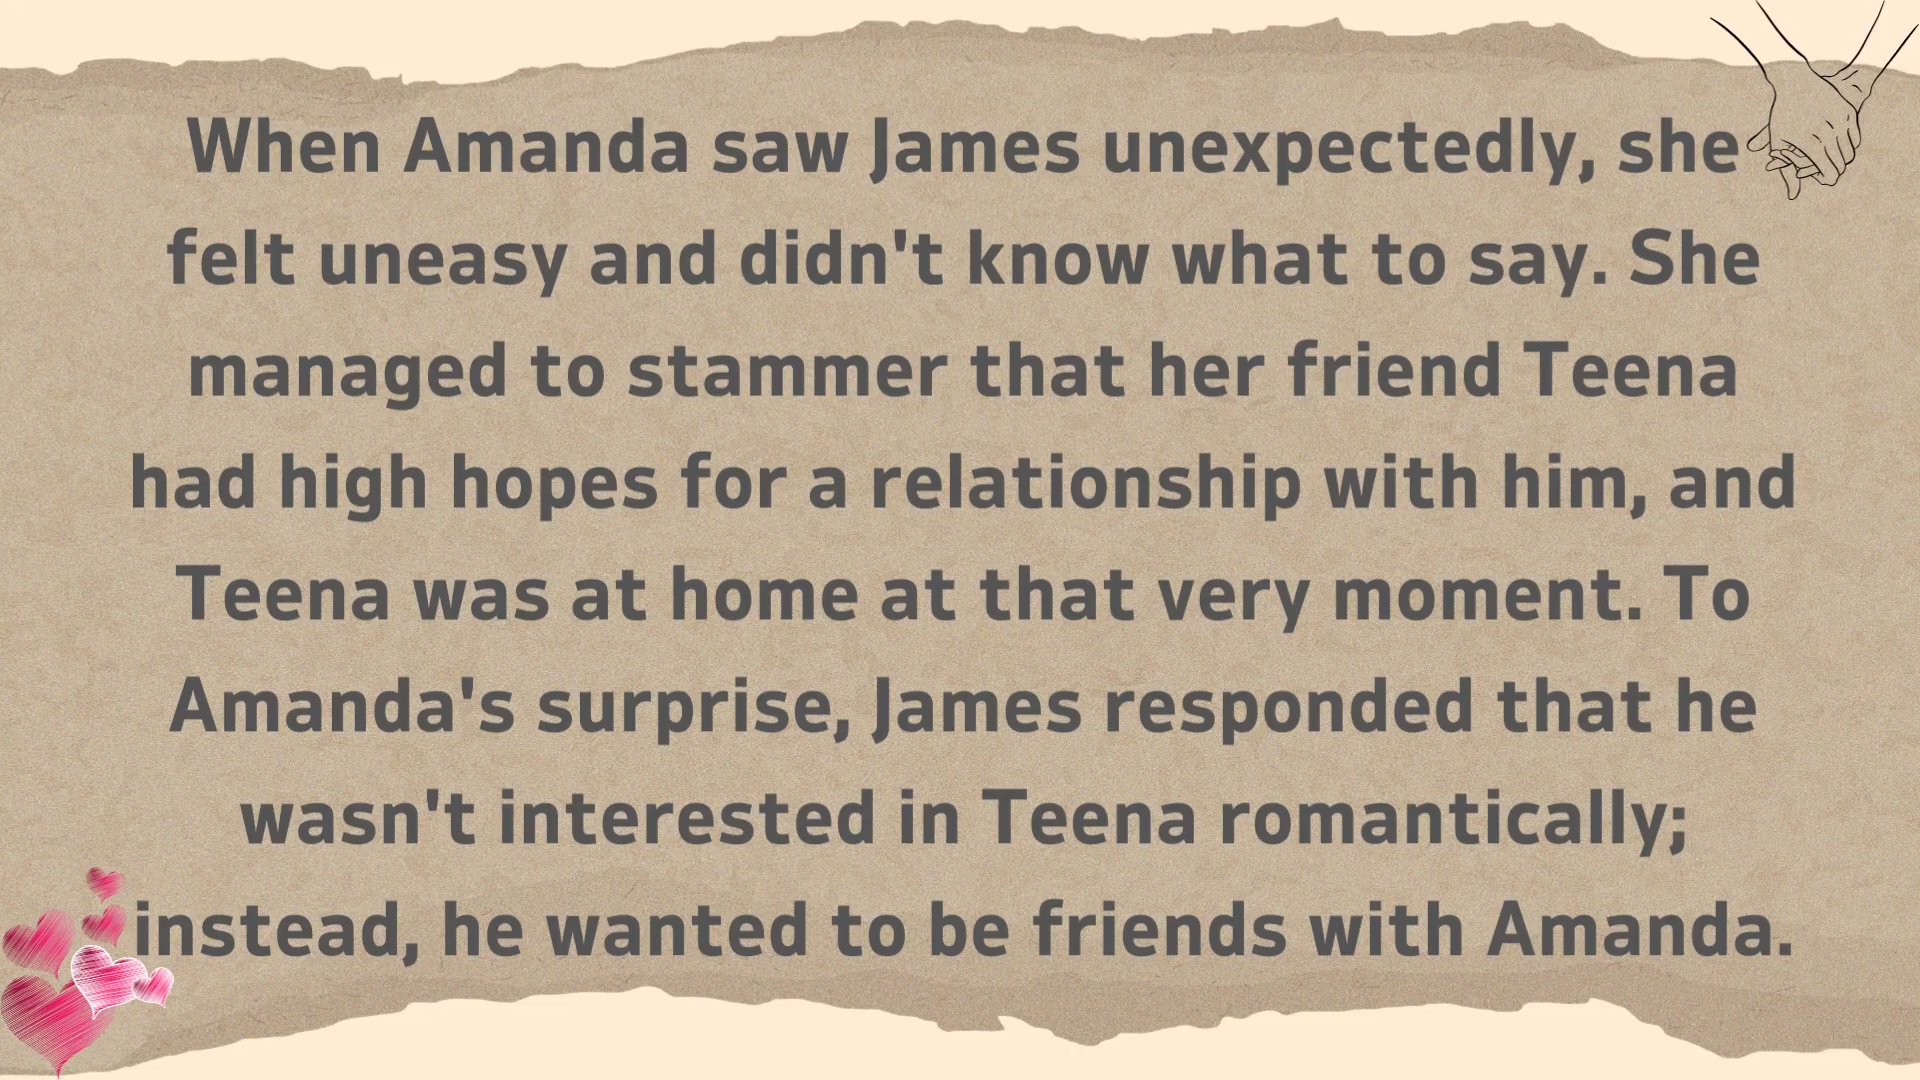 When Amanda saw James unexpectedly, she
felt uneasy and didn't know what to say. She
managed to stammer that her friend Teena
had high hopes for a relationship with him, and
Teena was at home at that very moment. To
Amanda's surprise, James responded that he
wasn't interested in Teena romantically;
instead, he wanted to be friends with Amanda.